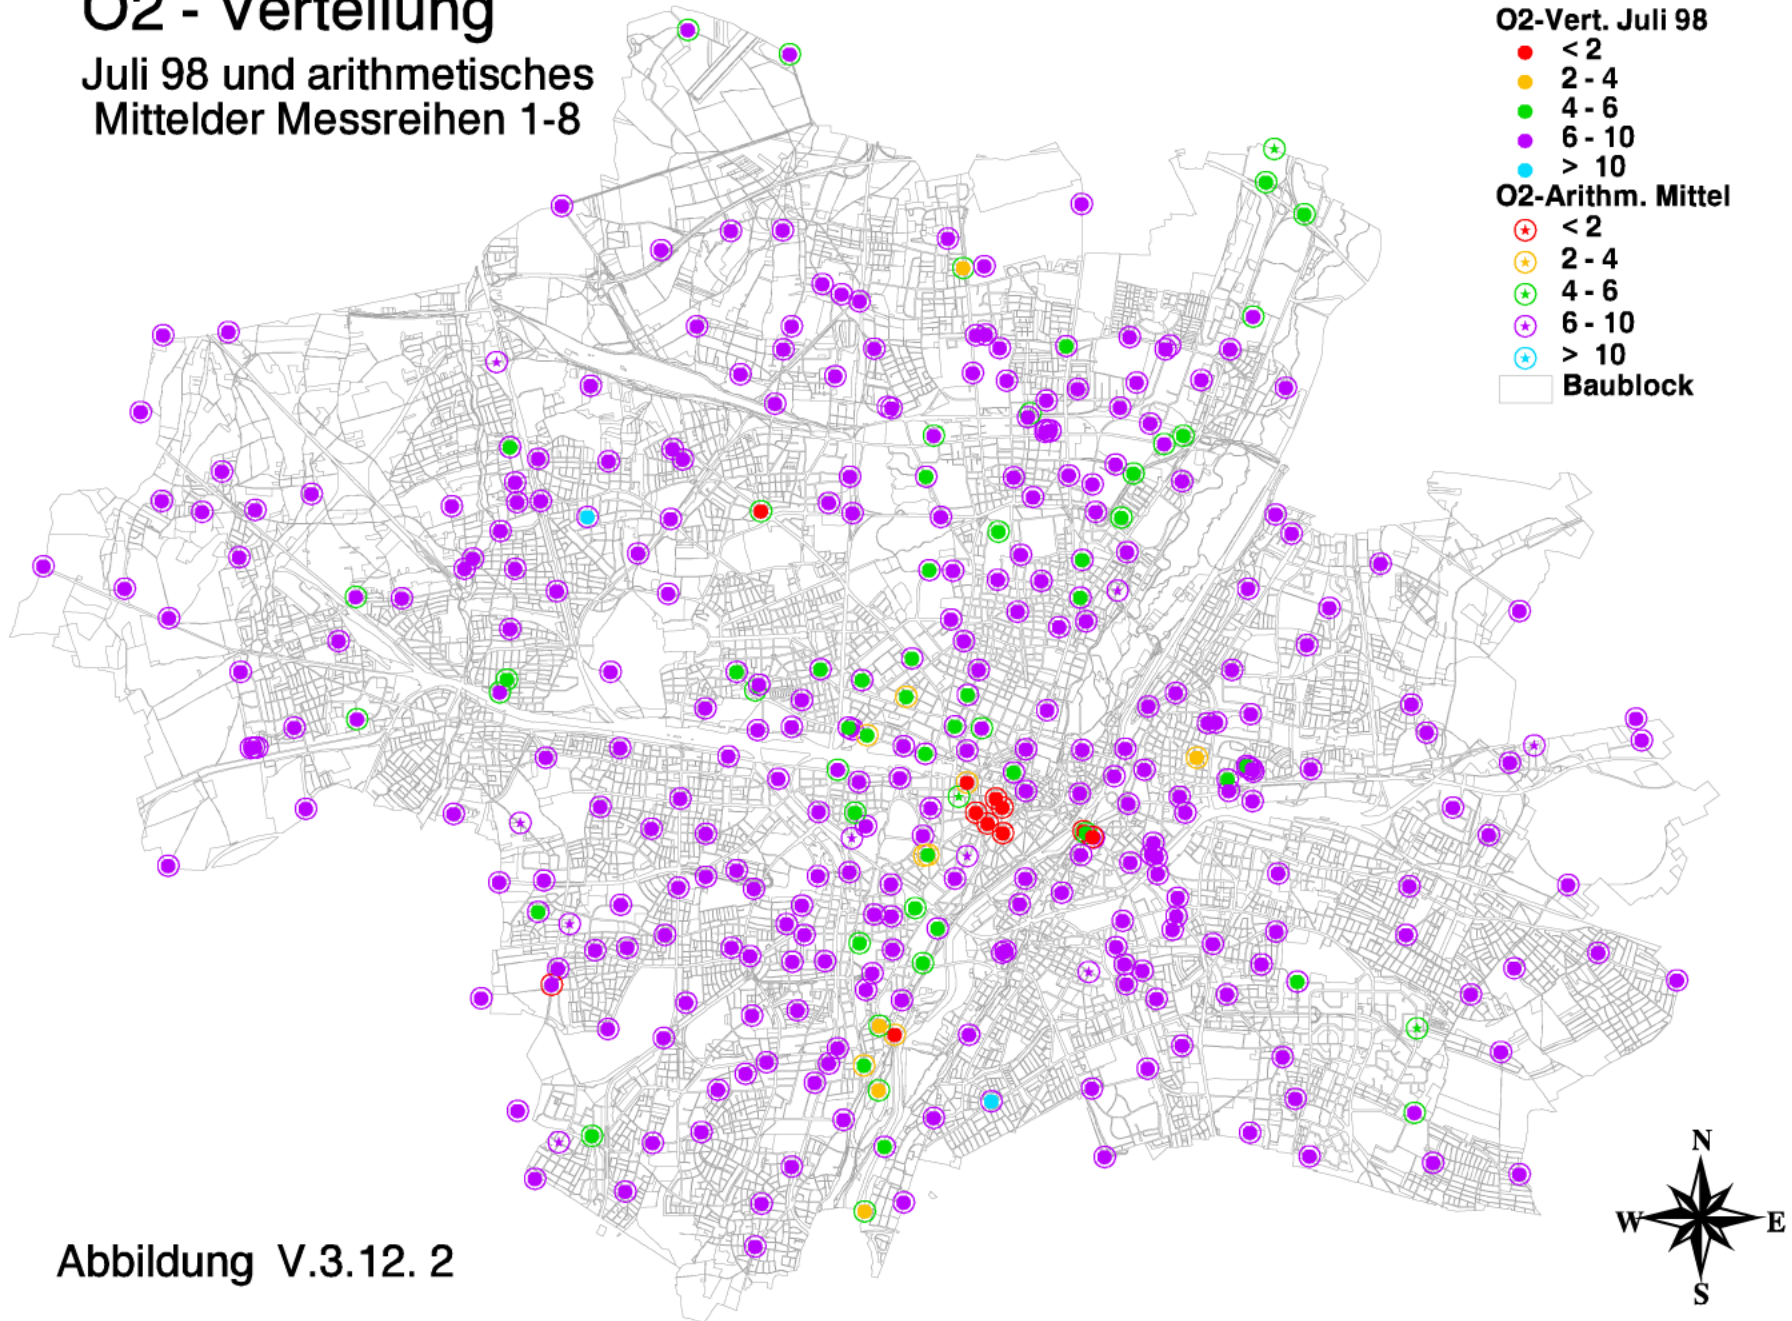 O2 - Verteilung
Juli 98 und arithmetisches
Mittelder Messreihen 1-8
O2-Vert. Juli 98
< 2
2 - 4
4 - 6
6 - 10
> 10
O2-Arithm. Mittel
< 2
2 - 4
4 - 6
6 - 10
> 10
Baublock
N
W E
S
Abbildung V.3.12. 2